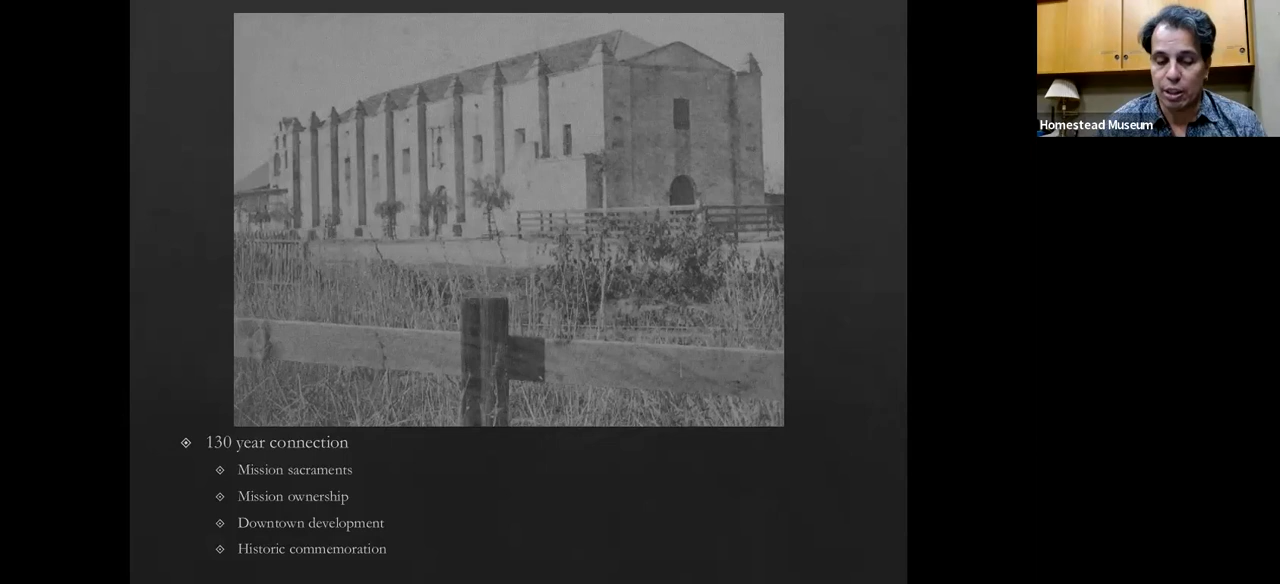 Homestead Museum
130 year connection
Mission sacraments
Mission ownership
Downtown development
Historic commemoration